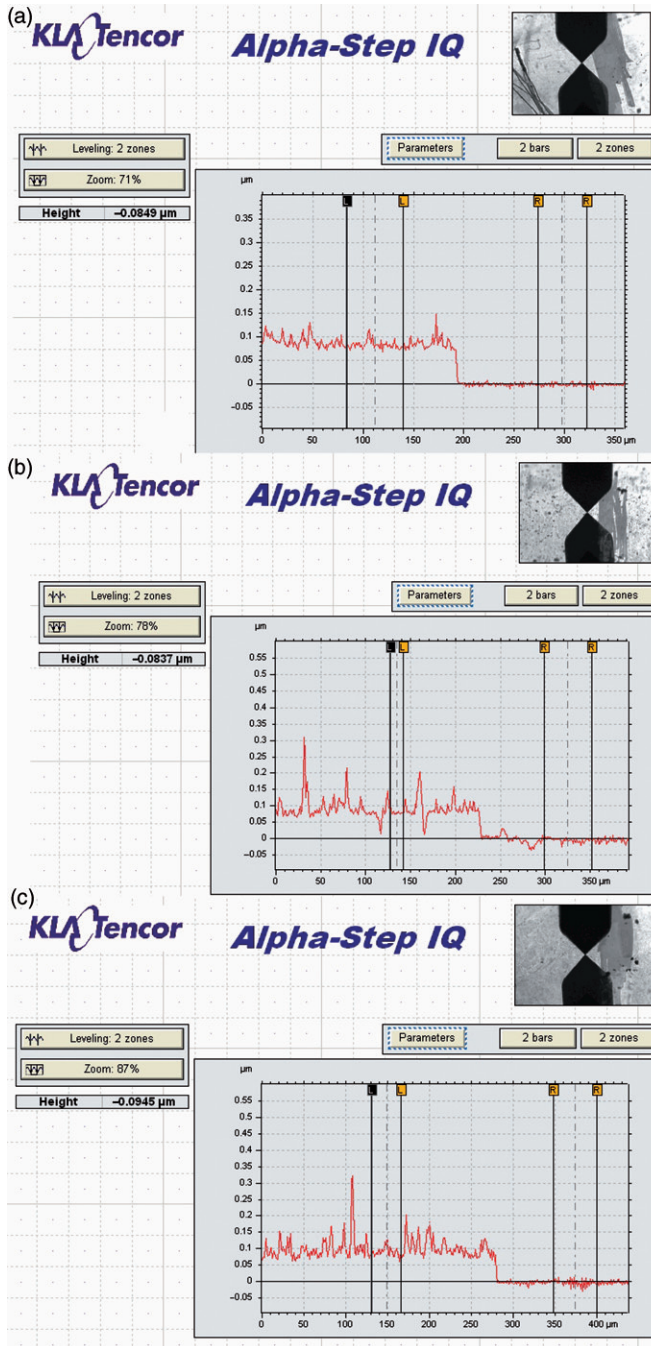 (a)
KLA Tencor
Alpha-Step IQ
Leveling: 2 zones
Parameters
2 bars
2 zones
Zoom: 71%
Height −0.0849 µm
µm
L L R R
0.35
0.3
0.25
0.2
0.15
0.1
0.05
0
−0.05
0 50 100 150 200 250 300 350 µm
(b)
KLA Tencor
Alpha-Step IQ
Leveling: 2 zones
Parameters
2 bars
2 zones
Zoom: 78%
Height −0.0837 µm
µm
L L R R
0.55
0.5
0.45
0.4
0.35
0.3
0.25
0.2
0.15
0.1
0.05
0
−0.05
0 50 100 150 200 250 300 350 µm
(c)
KLA Tencor
Alpha-Step IQ
Leveling: 2 zones
Parameters
2 bars
2 zones
Zoom: 87%
Height −0.0945 µm
µm
L L R R
0.55
0.5
0.45
0.4
0.35
0.3
0.25
0.2
0.15
0.1
0.05
0
−0.05
0 50 100 150 200 250 300 350 400 µm